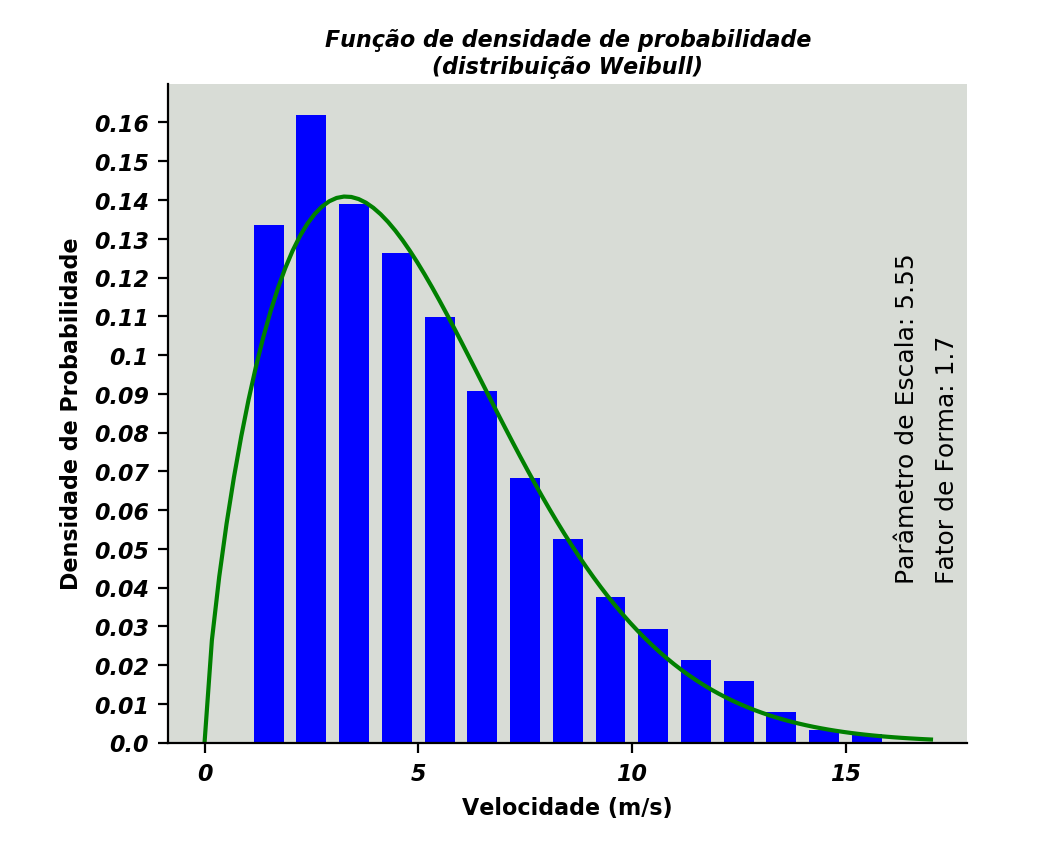 Função de densidade de probabilidade
(distribuição Weibull)
0.16
0.15
0.14
0.13
0.12
0.11
0.1
0.09
0.08
0.07
0.06
0.05
0.04
0.03
0.02
0.01
0.0
Densidade de Probabilidade
0 5 10 15
Velocidade (m/s)
Parâmetro de Escala: 5.55
Fator de Forma: 1.7